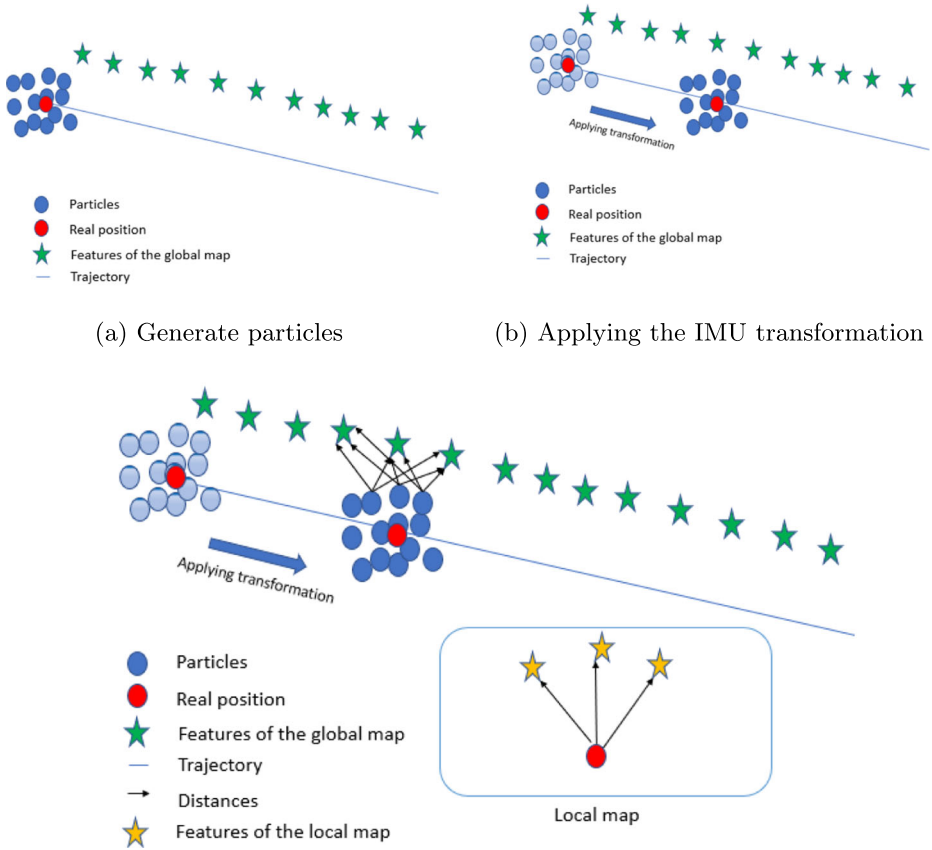 Particles
Real position
Features of the global map
Trajectory
(a) Generate particles
Applying transformation
Particles
Real position
Features of the global map
Trajectory
(b) Applying the IMU transformation
Applying transformation
Particles
Real position
Features of the global map
Trajectory
Distances
Features of the local map
Local map